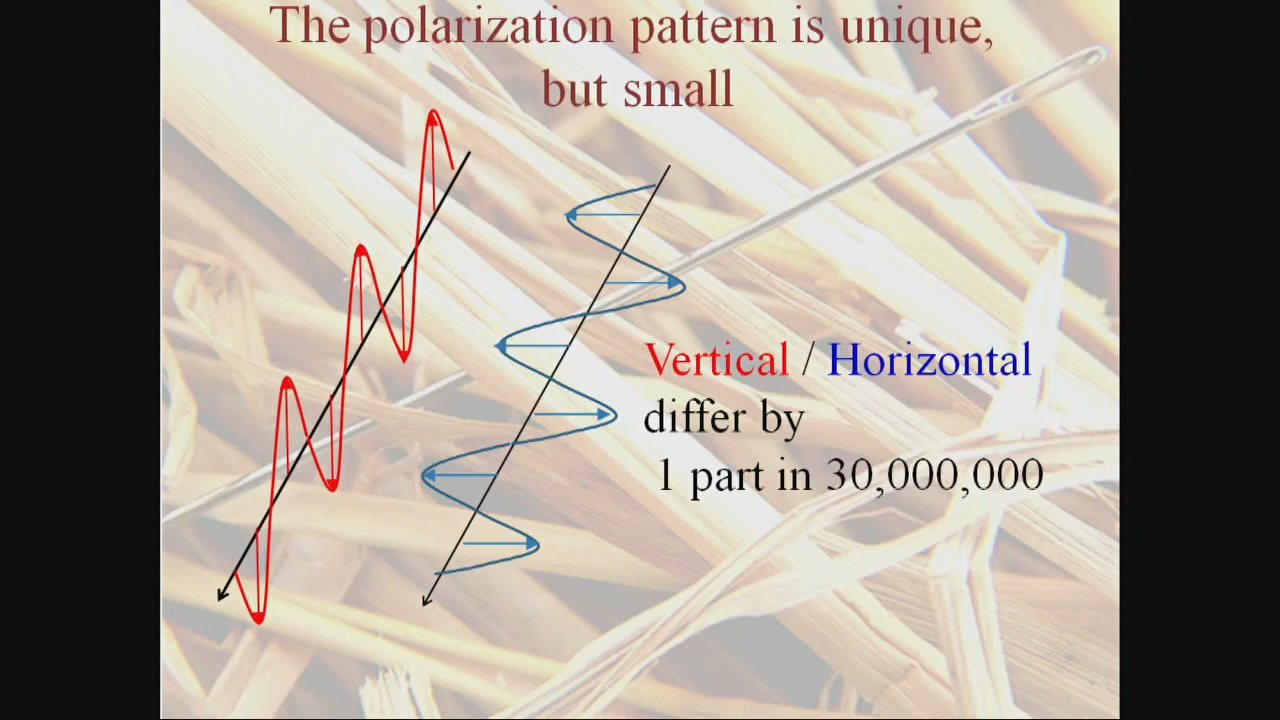 The polarization pattern is unique,
but small
Vertical / Horizontal
differ by
1 part in 30,000,000